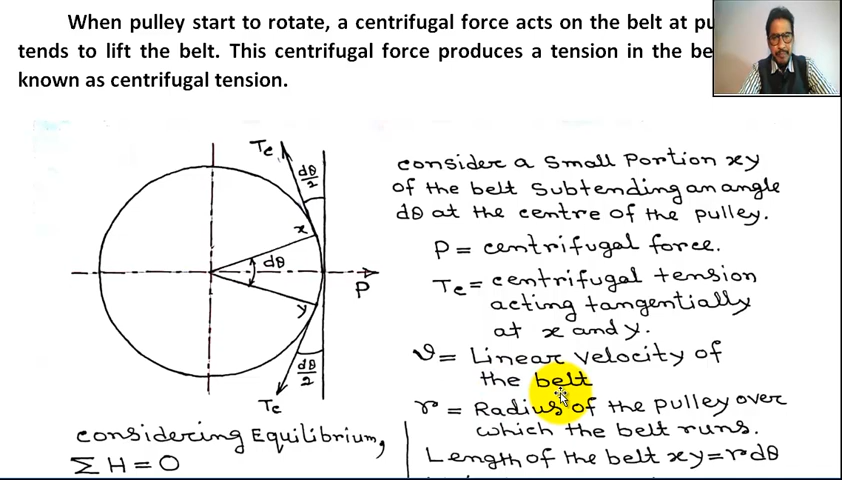 When pulley start to rotate, a centrifugal force acts on the belt at
tends to lift the belt. This centrifugal force produces a tension in the
known as centrifugal tension.
Tc
dθ/2
x
dθ
P
y
dθ/2
Tc
consider a small Portion xy
of the belt Subtending an angle
dθ at the centre of the pulley.
P = centrifugal force.
Tc = centrifugal tension
acting tangentially
at x and y.
v = Linear velocity of
the belt
r = Radius of the pulley over
which the belt runs.
Length of the belt xy = r dθ
considering Equilibrium,
∑ H = 0